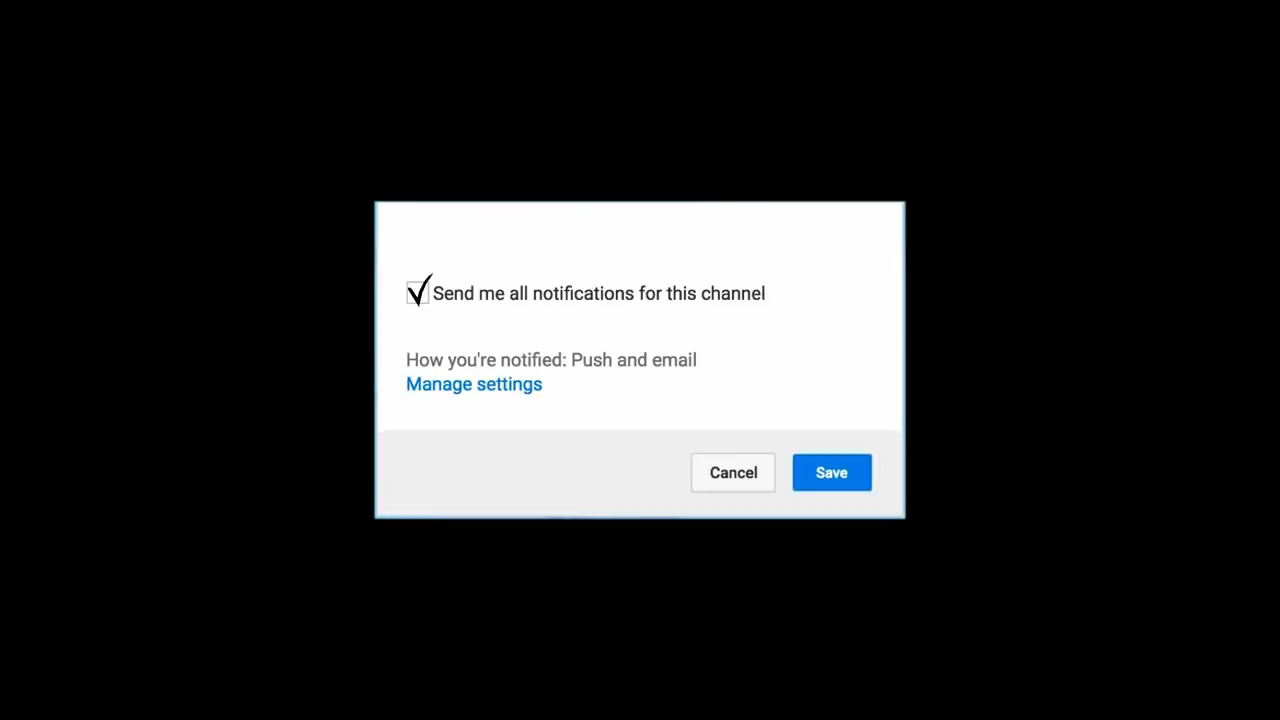 Send me all notifications for this channel
How you're notified: Push and email
Manage settings
Cancel
Save